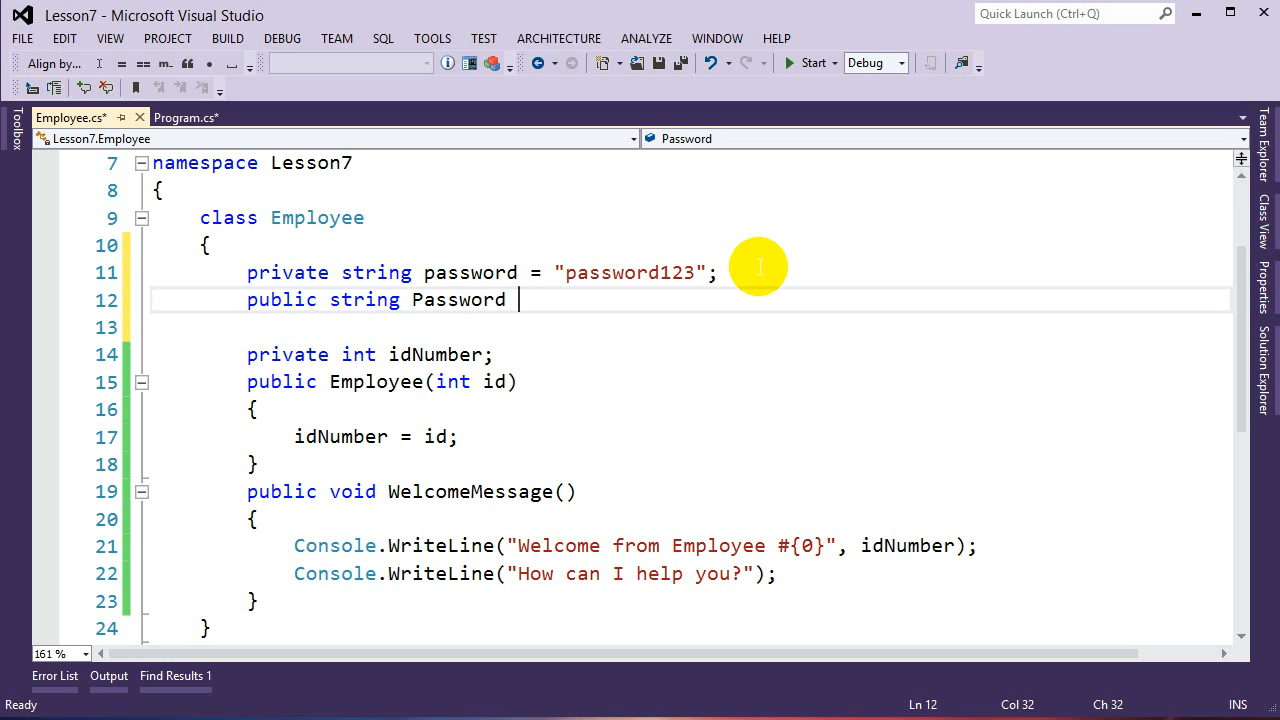 Lesson7 - Microsoft Visual Studio
Quick Launch (Ctrl+Q)
FILE EDIT VIEW PROJECT BUILD DEBUG TEAM SQL TOOLS TEST ARCHITECTURE ANALYZE WINDOW HELP
Align by... = == m.. Start Debug
Employee.cs* Program.cs*
Lesson7.Employee Password
7 namespace Lesson7
8 {
9 class Employee
10 {
11 private string password = "password123";
12 public string Password
13
14 private int idNumber;
15 public Employee(int id)
16 {
17 idNumber = id;
18 }
19 public void WelcomeMessage()
20 {
21 Console.WriteLine("Welcome from Employee #{0}", idNumber);
22 Console.WriteLine("How can I help you?");
23 }
24 }
161 %
Error List Output Find Results 1
Ready Ln 12 Col 32 Ch 32 INS
Toolbox
Team Explorer
Class View
Properties
Solution Explorer